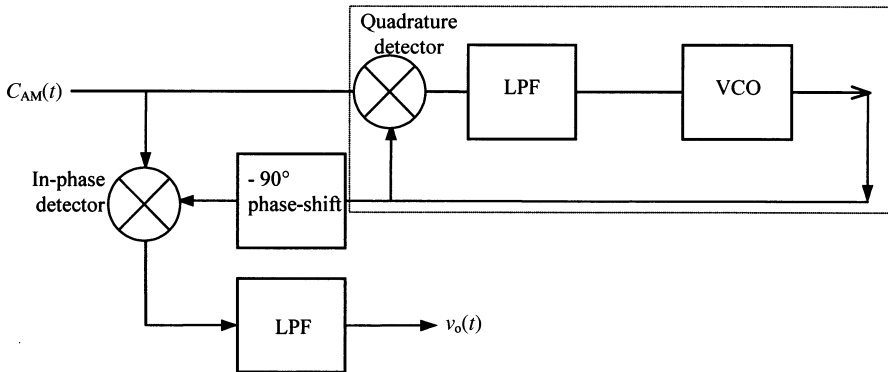 Quadrature
detector
C_AM(t)
LPF
VCO
In-phase
detector
- 90°
phase-shift
LPF
v_o(t)